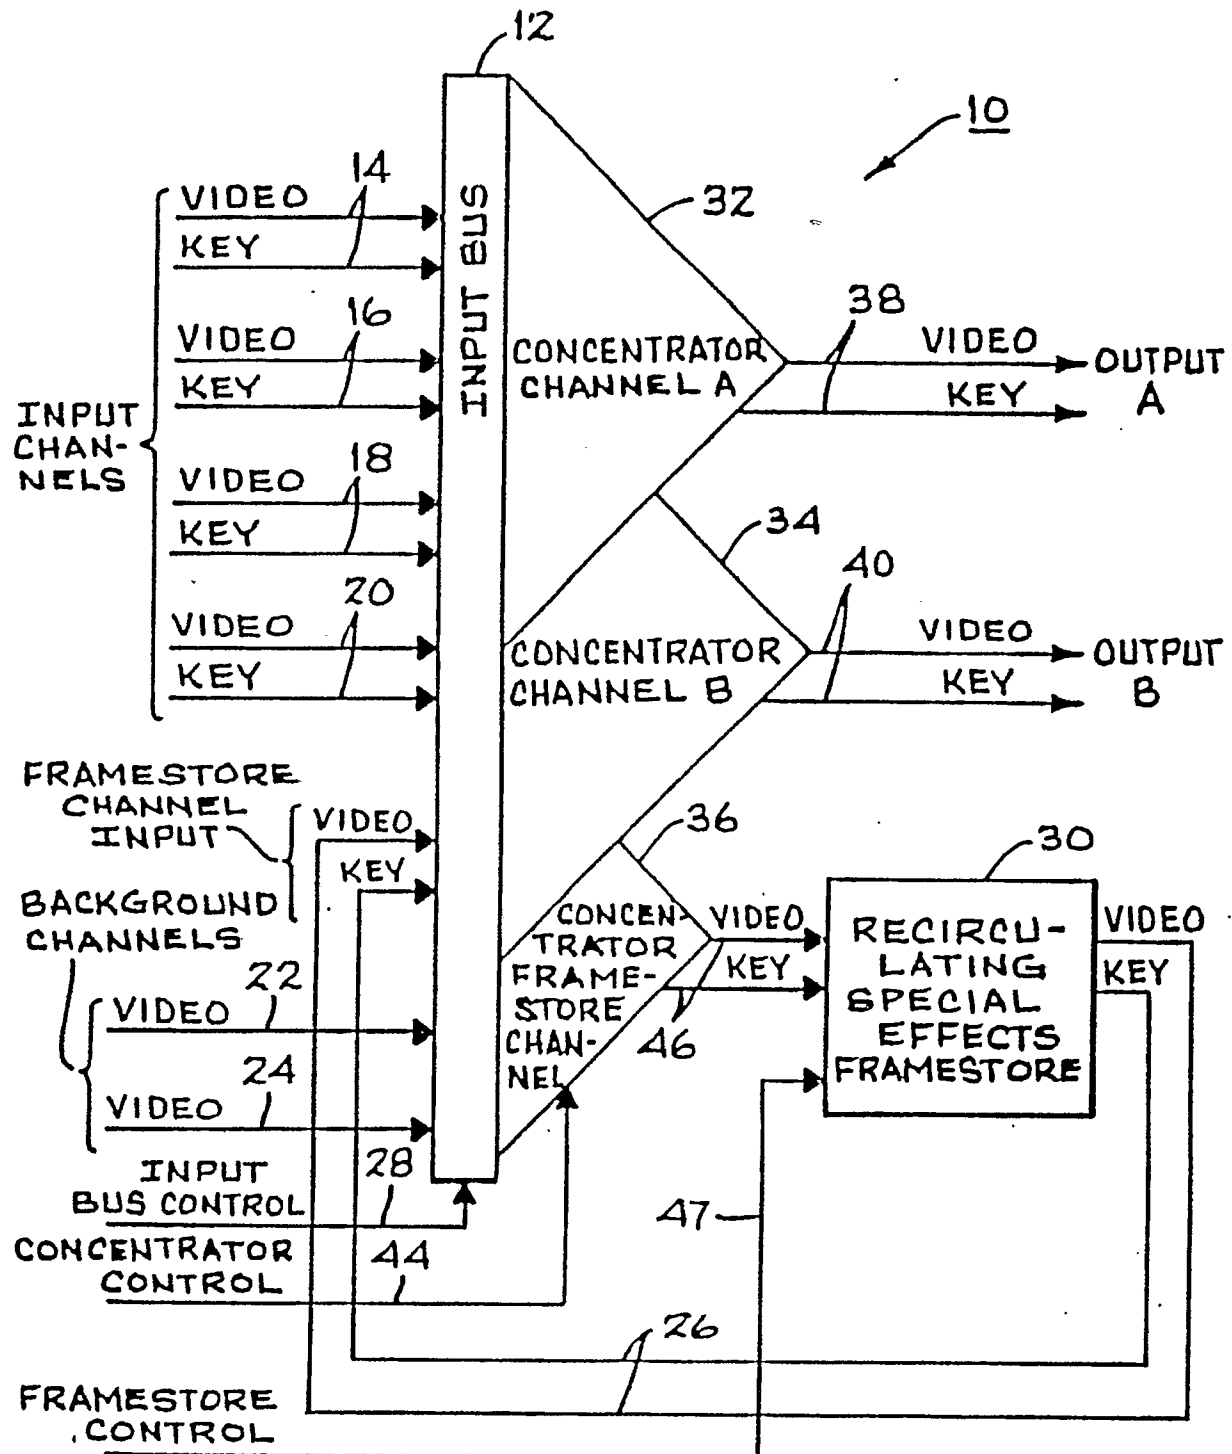 12
10
14
VIDEO
KEY
32
INPUT BUS
16
VIDEO
KEY
38
VIDEO
KEY
OUTPUT
A
CONCENTRATOR
CHANNEL A
INPUT
CHAN-
NELS
18
VIDEO
KEY
34
20
VIDEO
KEY
40
VIDEO
KEY
OUTPUT
B
CONCENTRATOR
CHANNEL B
FRAMESTORE
CHANNEL
INPUT
VIDEO
KEY
36
30
BACKGROUND
CHANNELS
CONCEN-
TRATOR
FRAME-
STORE
CHAN-
NEL
VIDEO
KEY
46
RECIRCU-
LATING
SPECIAL
EFFECTS
FRAMESTORE
VIDEO
KEY
22
VIDEO
24
VIDEO
INPUT
BUS CONTROL
28
47
CONCENTRATOR
CONTROL
44
26
FRAMESTORE
CONTROL